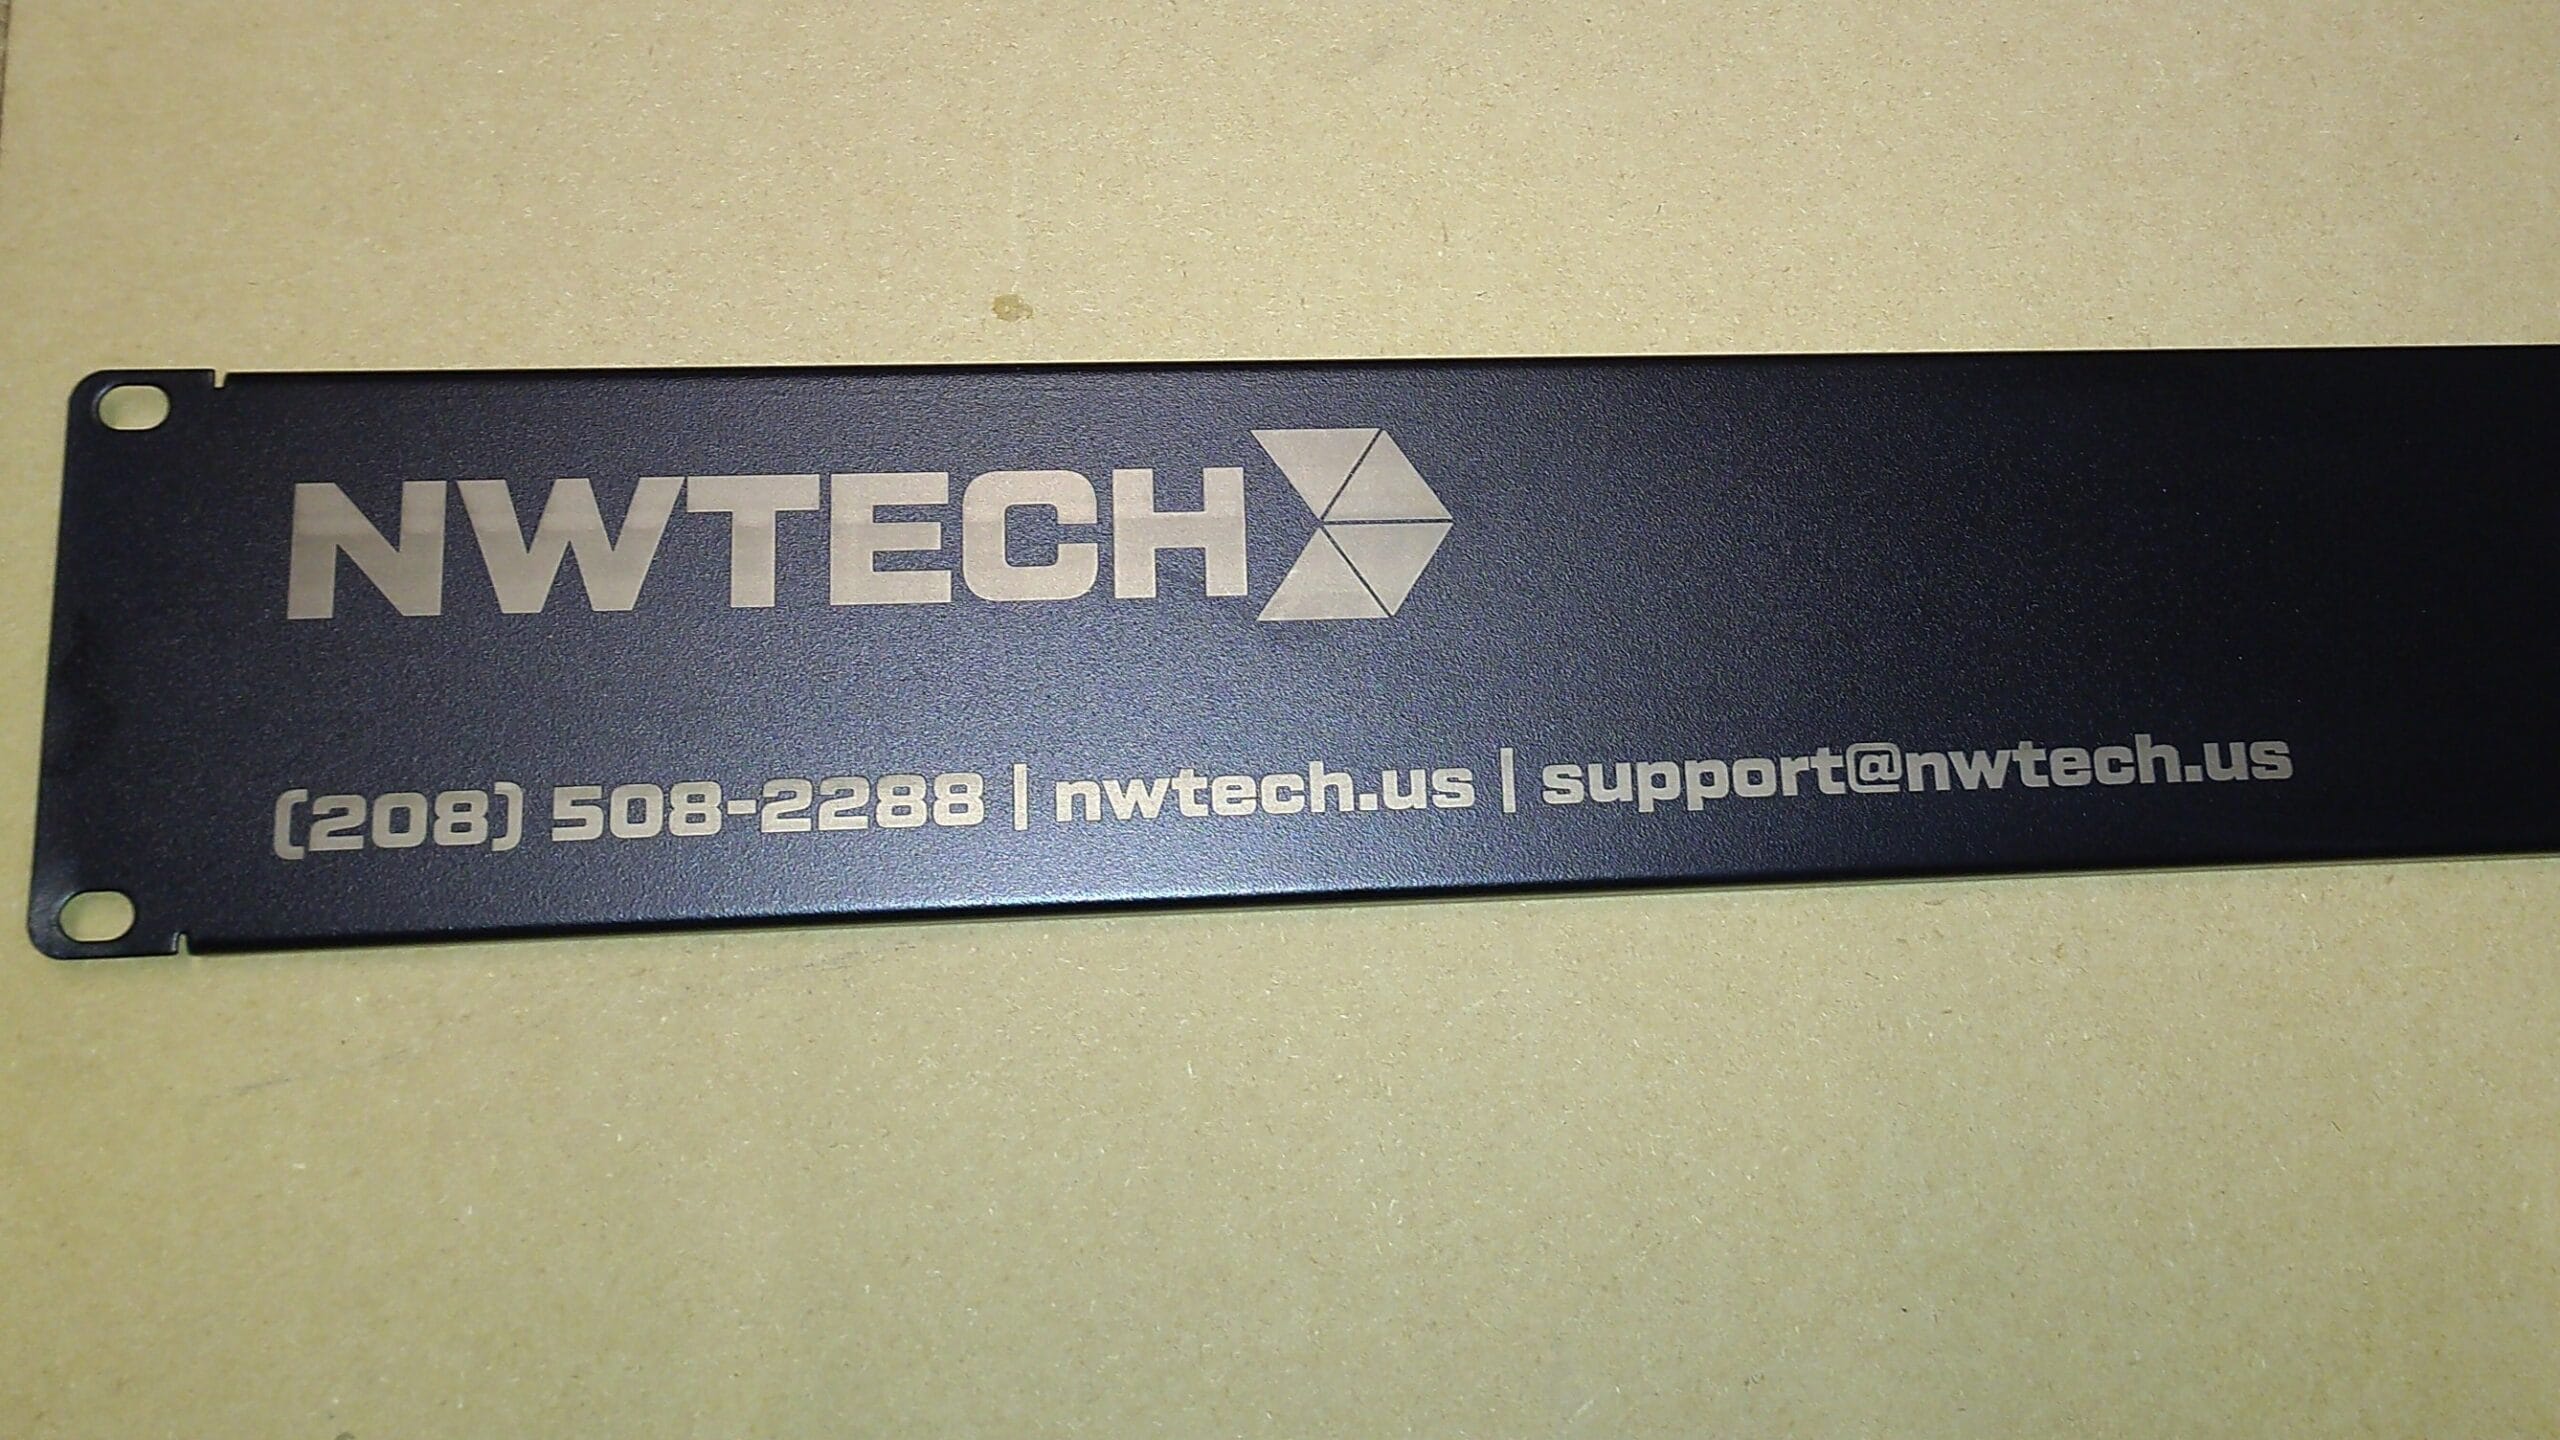 NWTECH
(208) 508-2288 | nwtech.us | support@nwtech.us